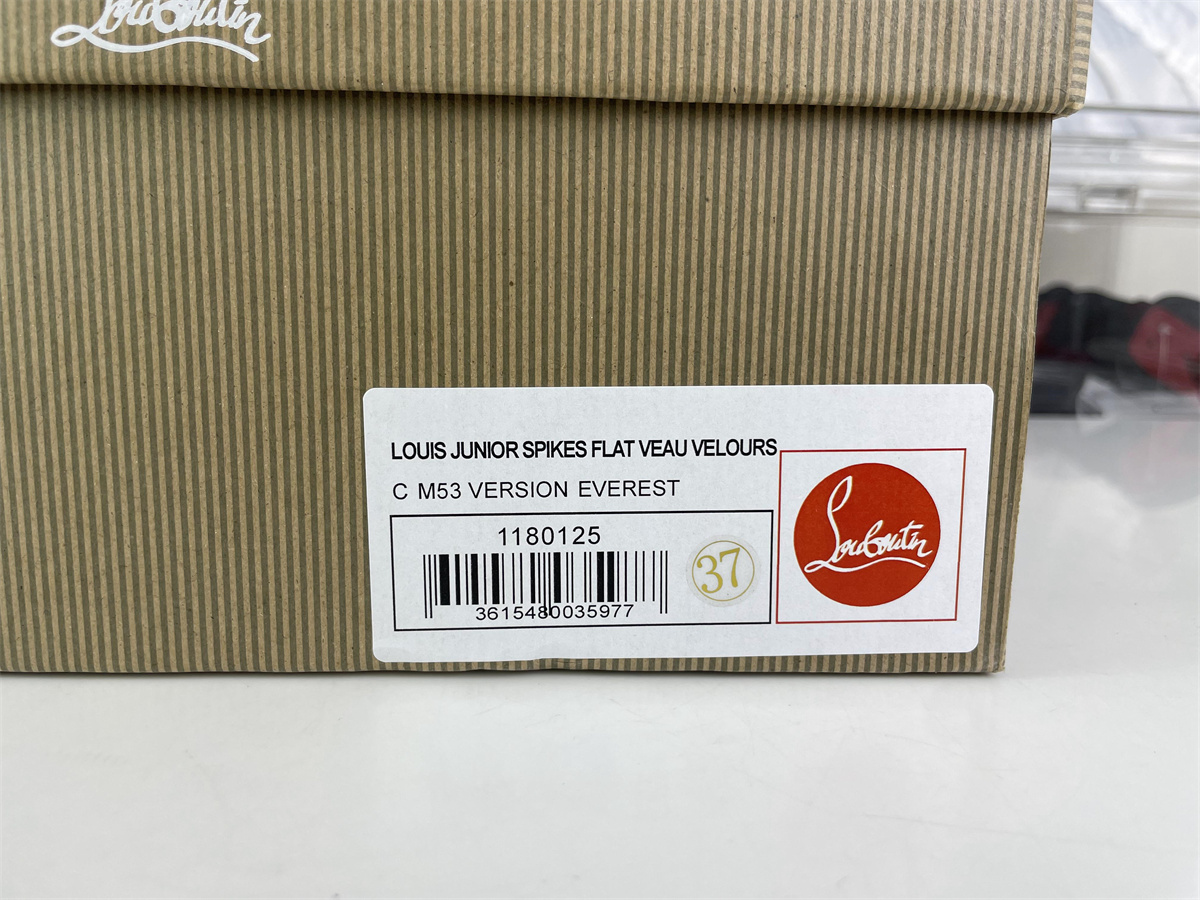 Louboutin
LOUIS JUNIOR SPIKES FLAT VEAU VELOURS
C M53 VERSION EVEREST
1180125
3615480035977
37
Louboutin